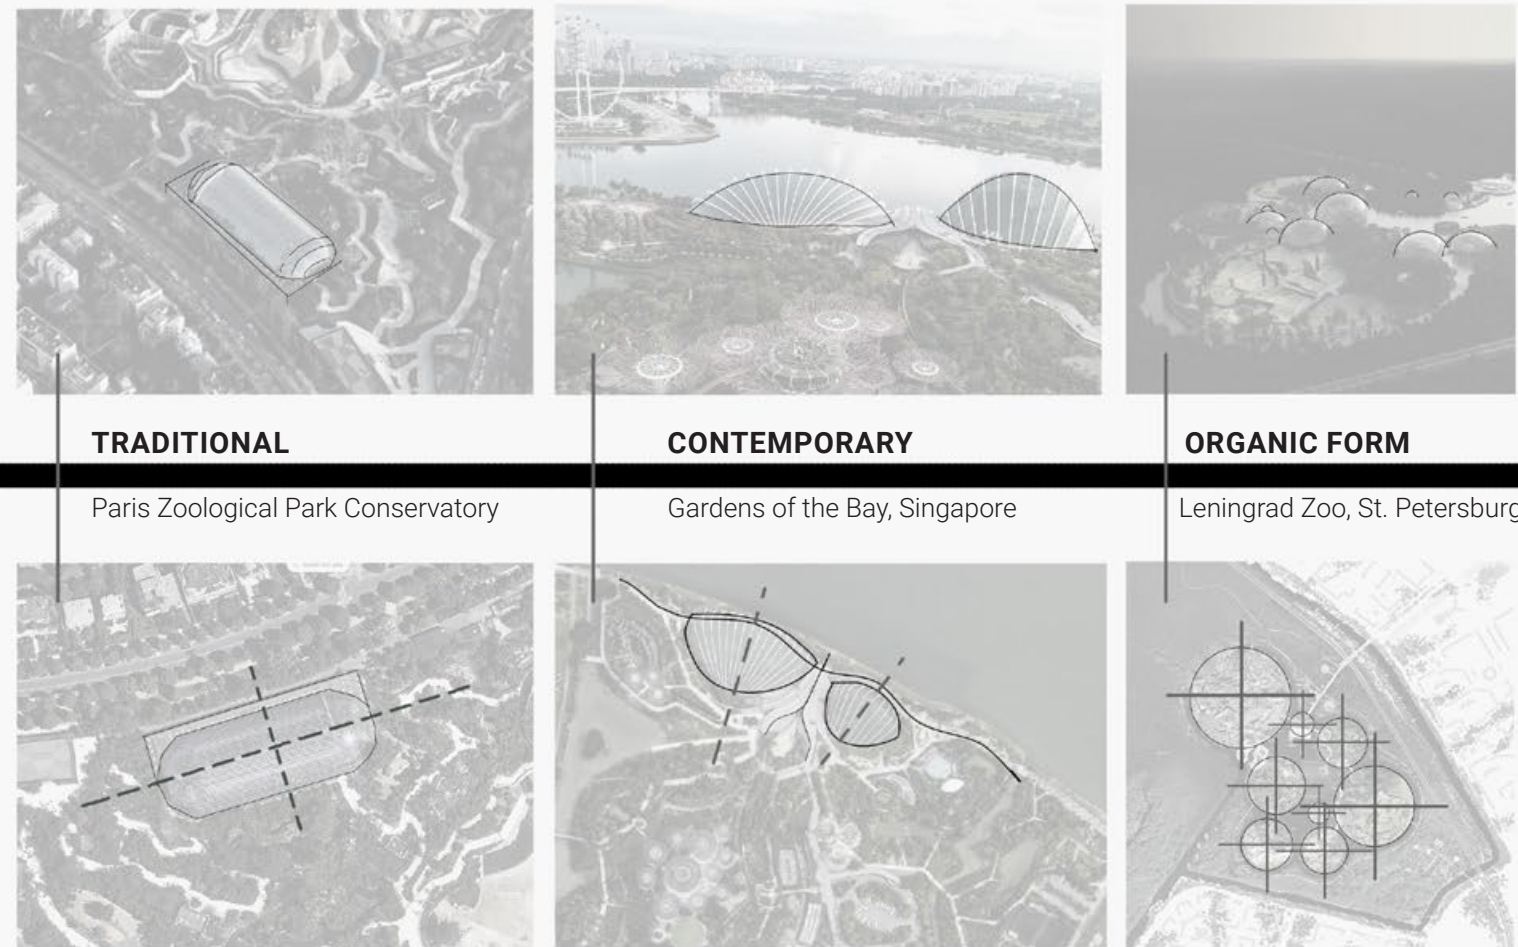 TRADITIONAL
CONTEMPORARY
ORGANIC FORM
Paris Zoological Park Conservatory
Gardens of the Bay, Singapore
Leningrad Zoo, St. Petersburg